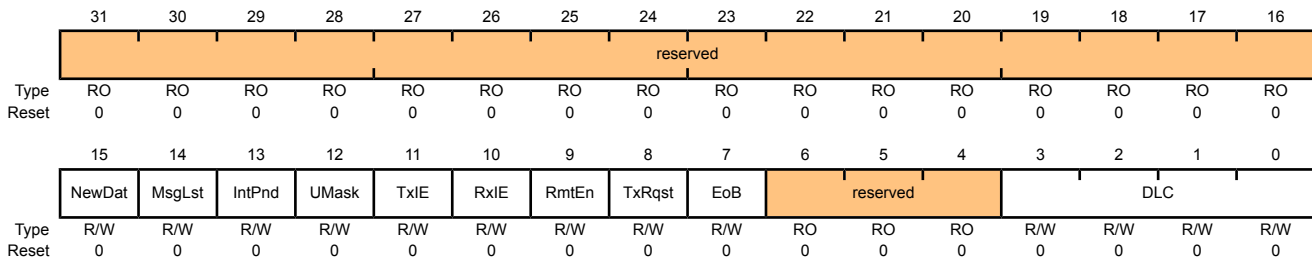 31 30 29 28 27 26 25 24 23 22 21 20 19 18 17 16
reserved
Type RO RO RO RO RO RO RO RO RO RO RO RO RO RO RO RO
Reset 0 0 0 0 0 0 0 0 0 0 0 0 0 0 0 0
15 14 13 12 11 10 9 8 7 6 5 4 3 2 1 0
NewDat MsgLst IntPnd UMask TxIE RxIE RmtEn TxRqst EoB reserved DLC
Type R/W R/W R/W R/W R/W R/W R/W R/W R/W RO RO RO R/W R/W R/W R/W
Reset 0 0 0 0 0 0 0 0 0 0 0 0 0 0 0 0